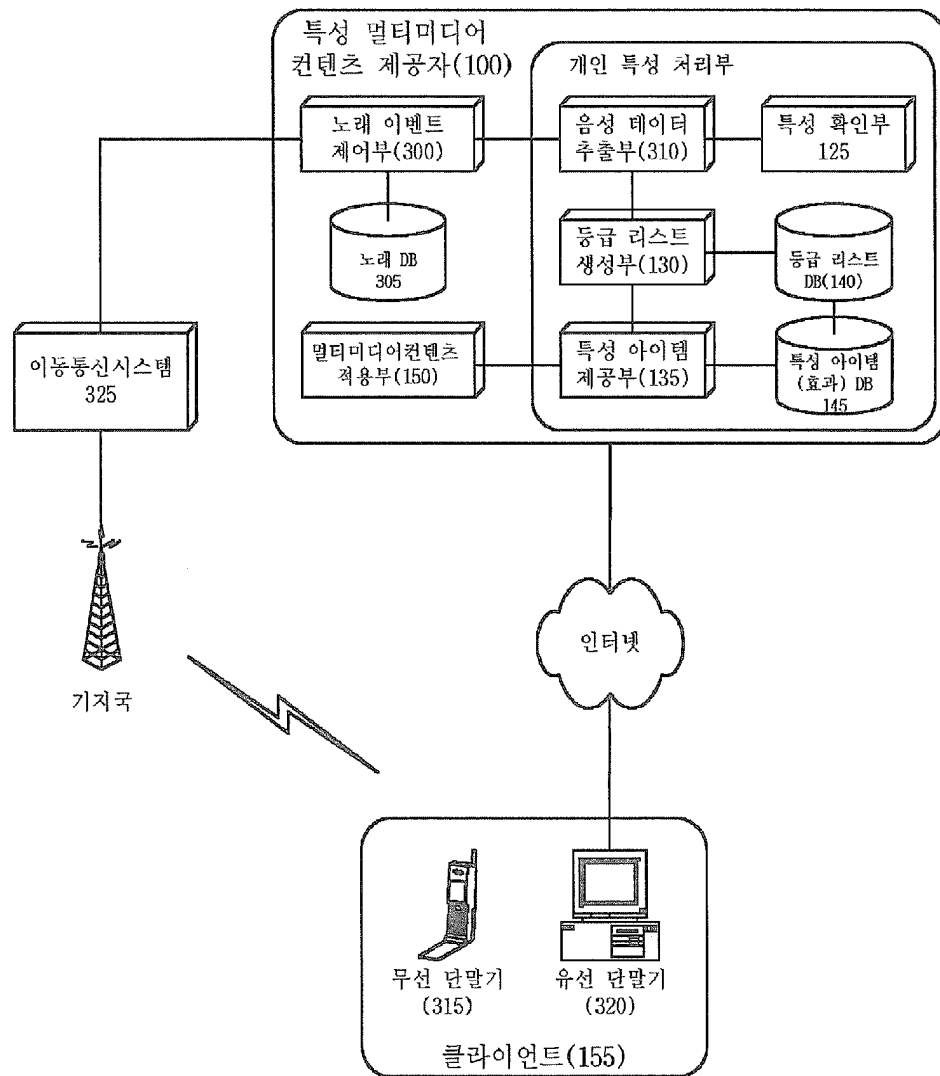 특성 멀티미디어
컨텐츠 제공자(100)
개인 특성 처리부
노래 이벤트
제어부(300)
음성 데이터
추출부(310)
특성 확인부
125
노래 DB
305
등급 리스트
생성부(130)
등급 리스트
DB(140)
이동통신시스템
325
멀티미디어컨텐츠
적용부(150)
특성 아이템
제공부(135)
특성 아이템
(효과) DB
145
기지국
인터넷
무선 단말기
(315)
유선 단말기
(320)
클라이언트(155)